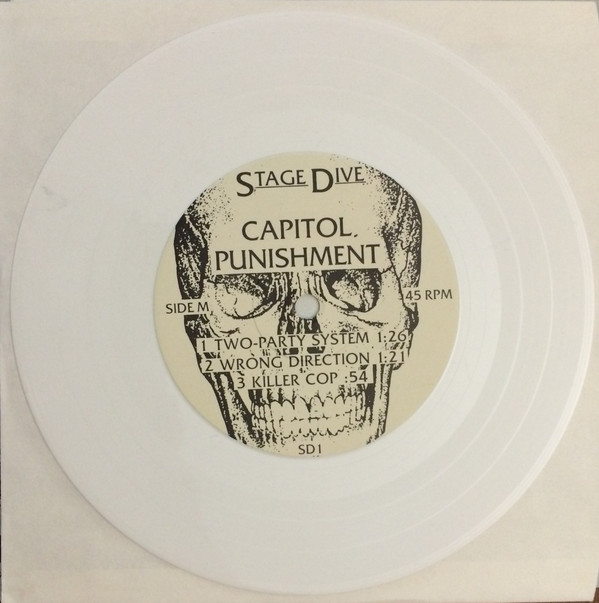 STAGE DIVE
CAPITOL
PUNISHMENT
SIDE M
45 RPM
1 TWO-PARTY SYSTEM 1:26
2 WRONG DIRECTION 1:21
3 KILLER COP :54
SD1